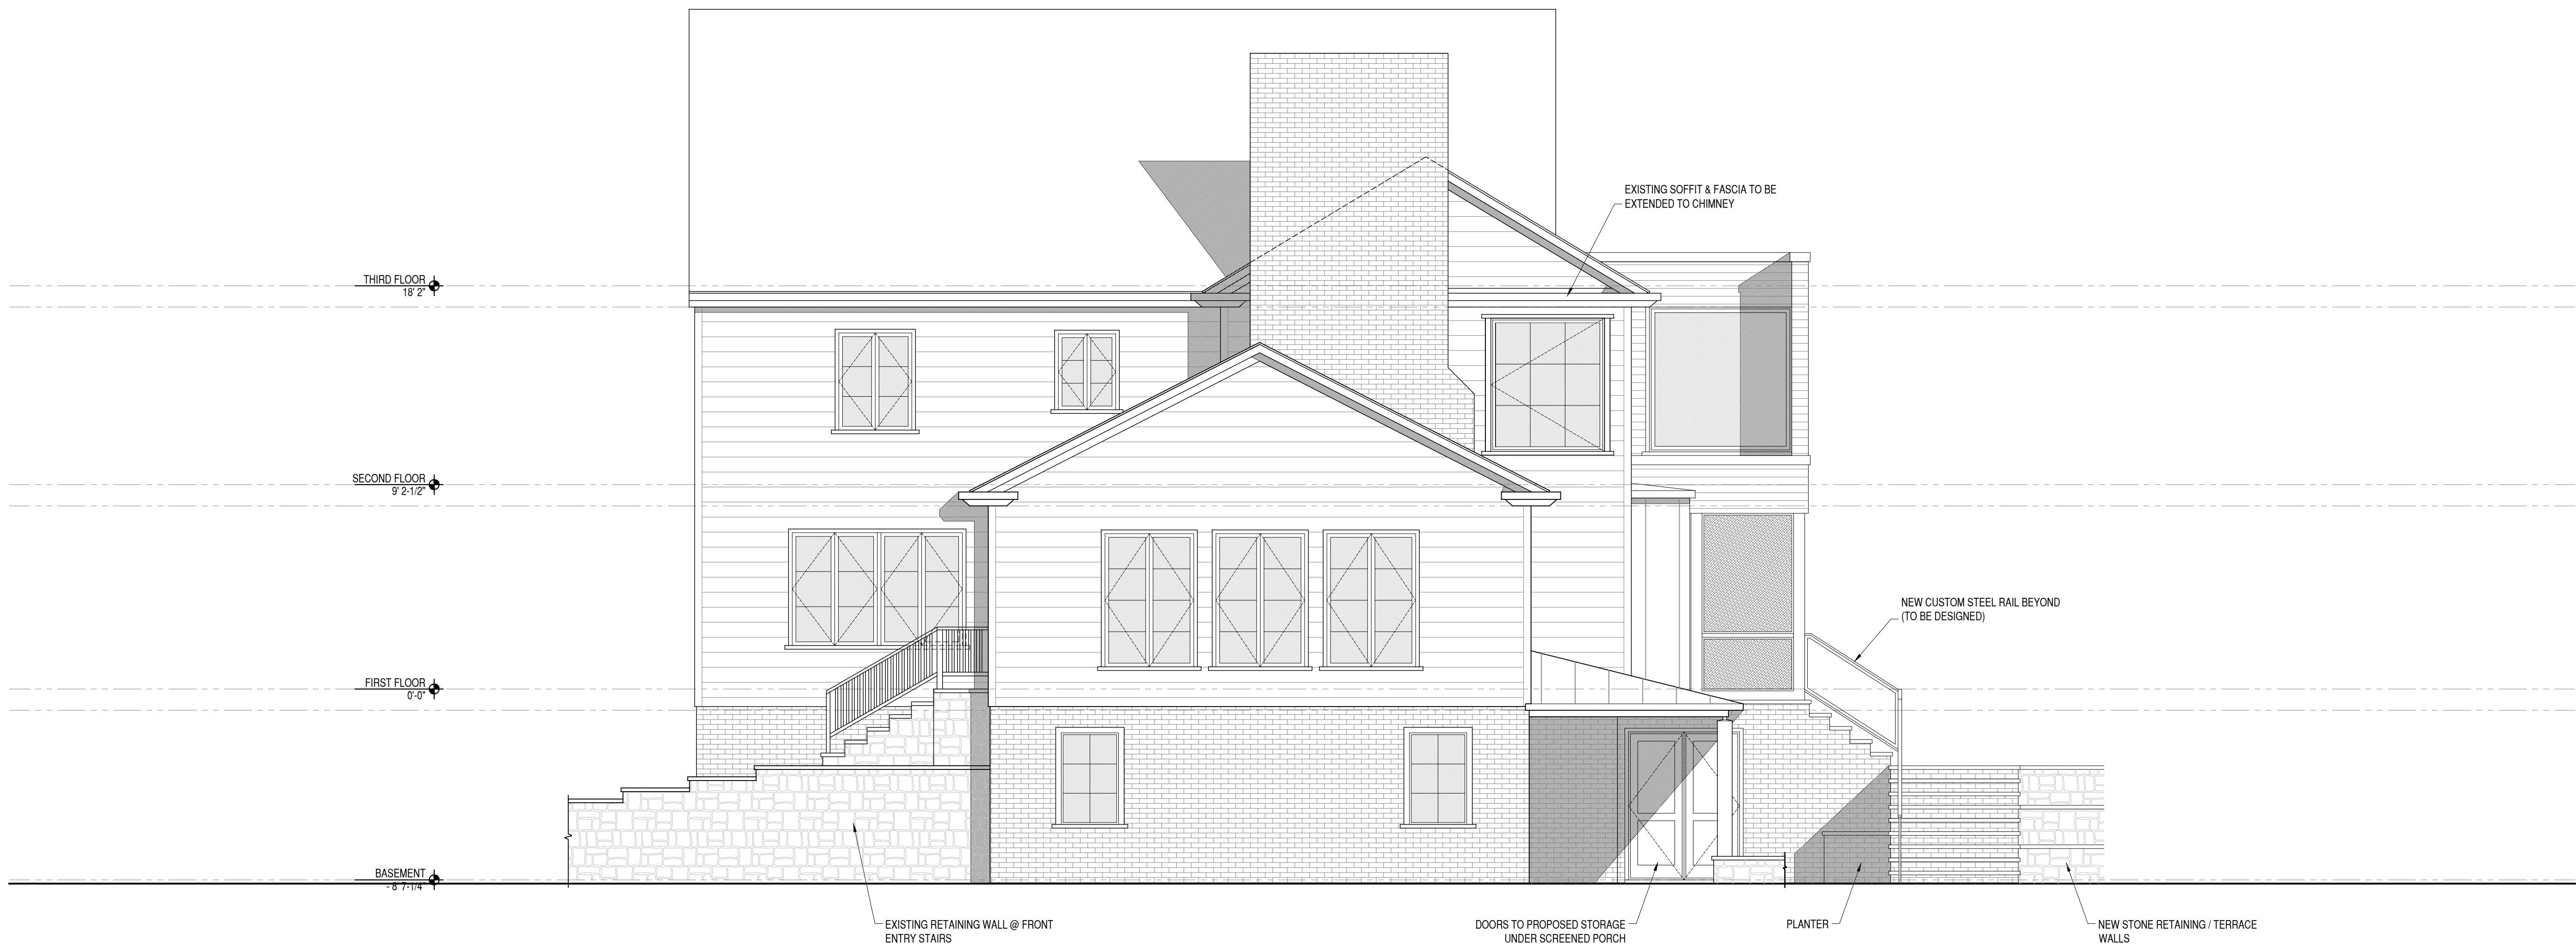 EXISTING SOFFIT & FASCIA TO BE
EXTENDED TO CHIMNEY
THIRD FLOOR
18' 2"
SECOND FLOOR
9' 2-1/2"
NEW CUSTOM STEEL RAIL BEYOND
(TO BE DESIGNED)
FIRST FLOOR
0'-0"
BASEMENT
- 8' 7-1/4"
EXISTING RETAINING WALL @ FRONT
ENTRY STAIRS
DOORS TO PROPOSED STORAGE
UNDER SCREENED PORCH
PLANTER
NEW STONE RETAINING / TERRACE
WALLS